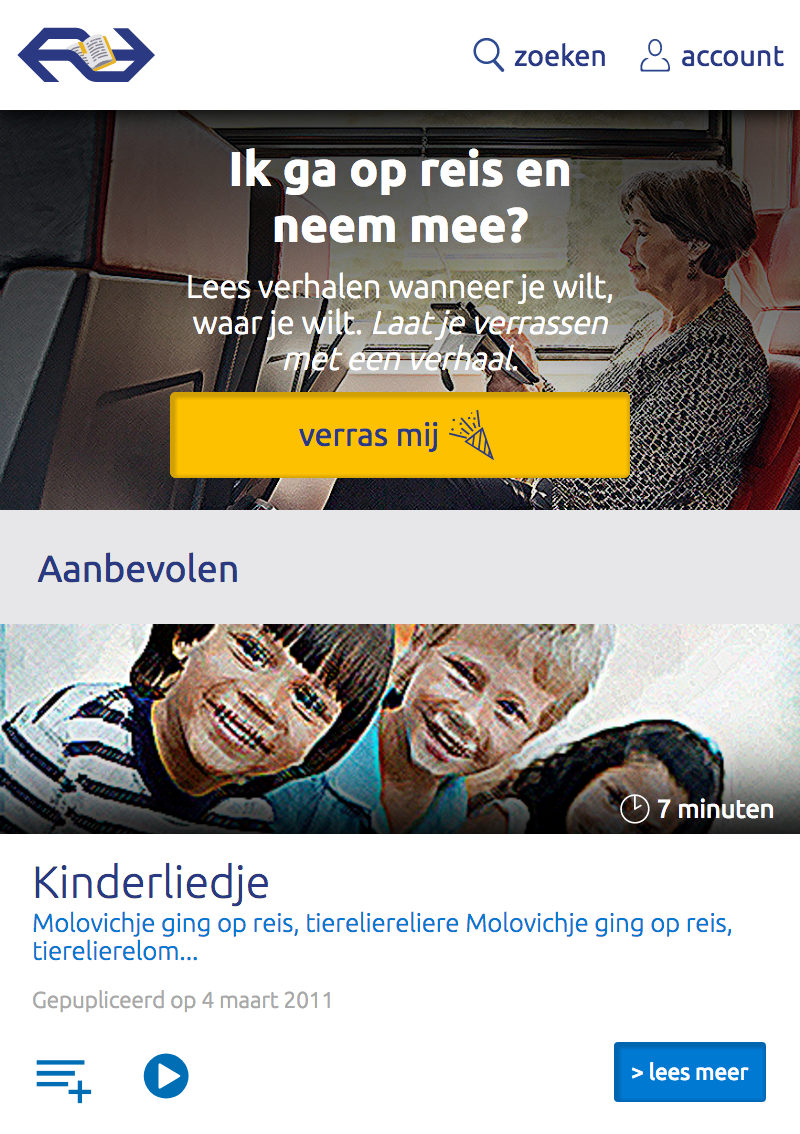 zoeken account
Ik ga op reis en
neem mee?
Lees verhalen wanneer je wilt,
waar je wilt. Laat je verrassen
met een verhaal.
verras mij
Aanbevolen
7 minuten
Kinderliedje
Molovichje ging op reis, tiereliereliere Molovichje ging op reis,
tierelierelom...
Gepupliceerd op 4 maart 2011
> lees meer